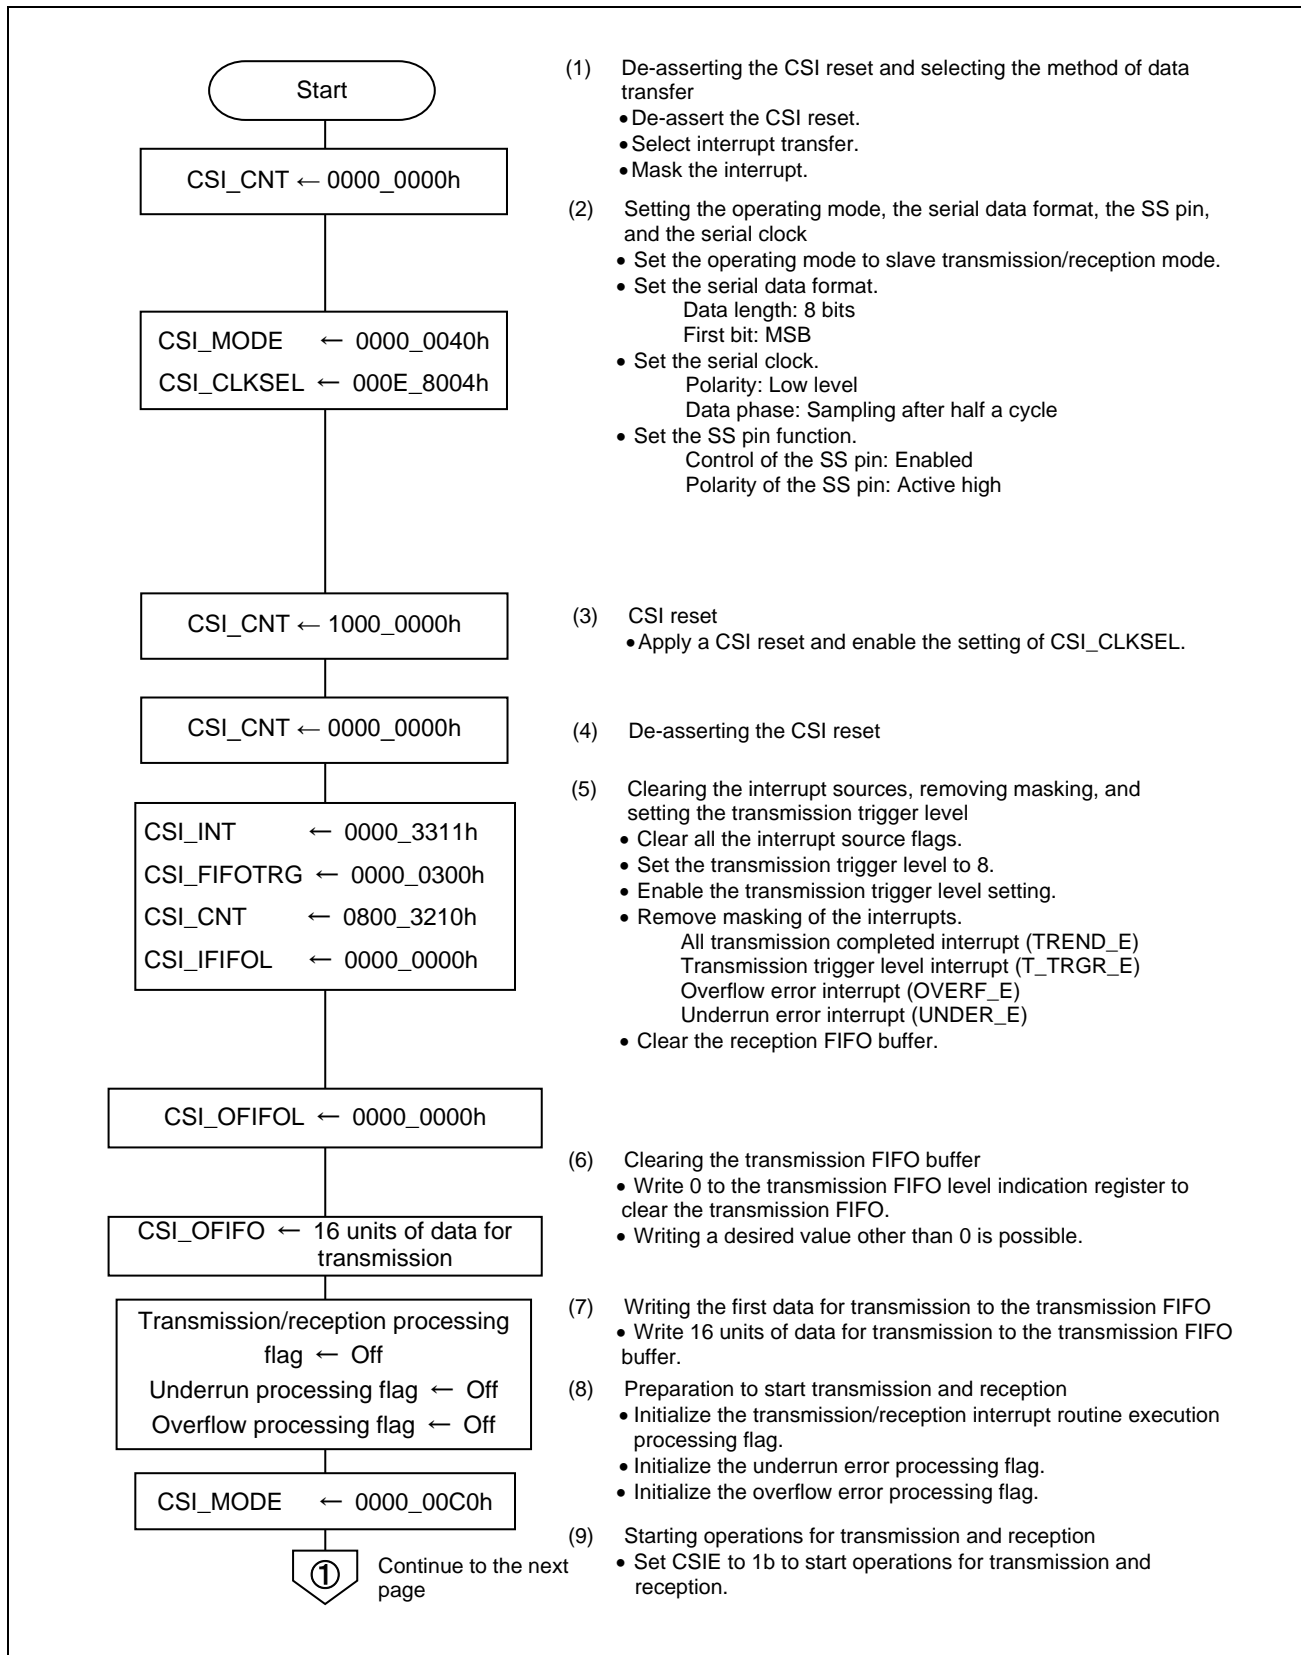 Start
CSI_CNT ← 0000_0000h
CSI_MODE ← 0000_0040h
CSI_CLKSEL ← 000E_8004h
CSI_CNT ← 1000_0000h
CSI_CNT ← 0000_0000h
CSI_INT ← 0000_3311h
CSI_FIFOTRG ← 0000_0300h
CSI_CNT ← 0800_3210h
CSI_IFIFOL ← 0000_0000h
CSI_OFIFOL ← 0000_0000h
CSI_OFIFO ← 16 units of data for
transmission
Transmission/reception processing
flag ← Off
Underrun processing flag ← Off
Overflow processing flag ← Off
CSI_MODE ← 0000_00C0h
①
Continue to the next
page
(1) De-asserting the CSI reset and selecting the method of data
transfer
• De-assert the CSI reset.
• Select interrupt transfer.
• Mask the interrupt.
(2) Setting the operating mode, the serial data format, the SS pin,
and the serial clock
• Set the operating mode to slave transmission/reception mode.
• Set the serial data format.
Data length: 8 bits
First bit: MSB
• Set the serial clock.
Polarity: Low level
Data phase: Sampling after half a cycle
• Set the SS pin function.
Control of the SS pin: Enabled
Polarity of the SS pin: Active high
(3) CSI reset
• Apply a CSI reset and enable the setting of CSI_CLKSEL.
(4) De-asserting the CSI reset
(5) Clearing the interrupt sources, removing masking, and
setting the transmission trigger level
• Clear all the interrupt source flags.
• Set the transmission trigger level to 8.
• Enable the transmission trigger level setting.
• Remove masking of the interrupts.
All transmission completed interrupt (TREND_E)
Transmission trigger level interrupt (T_TRGR_E)
Overflow error interrupt (OVERF_E)
Underrun error interrupt (UNDER_E)
• Clear the reception FIFO buffer.
(6) Clearing the transmission FIFO buffer
• Write 0 to the transmission FIFO level indication register to
clear the transmission FIFO.
• Writing a desired value other than 0 is possible.
(7) Writing the first data for transmission to the transmission FIFO
• Write 16 units of data for transmission to the transmission FIFO
buffer.
(8) Preparation to start transmission and reception
• Initialize the transmission/reception interrupt routine execution
processing flag.
• Initialize the underrun error processing flag.
• Initialize the overflow error processing flag.
(9) Starting operations for transmission and reception
• Set CSIE to 1b to start operations for transmission and
reception.